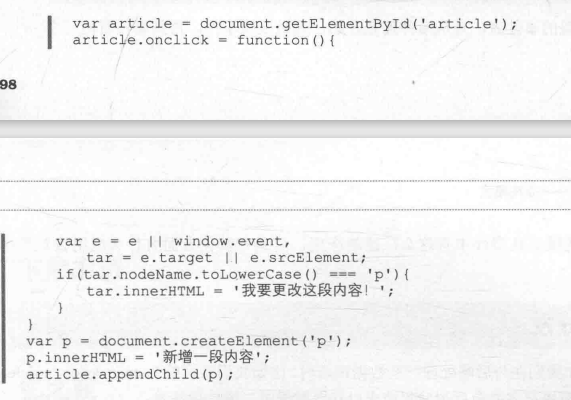 var article = document.getElementById('article');
article.onclick = function(){
98
var e = e || window.event,
tar = e.target || e.srcElement;
if(tar.nodeName.toLowerCase() === 'p'){
tar.innerHTML = '我要更改这段内容！';
}
}
var p = document.createElement('p');
p.innerHTML = '新增一段内容';
article.appendChild(p);